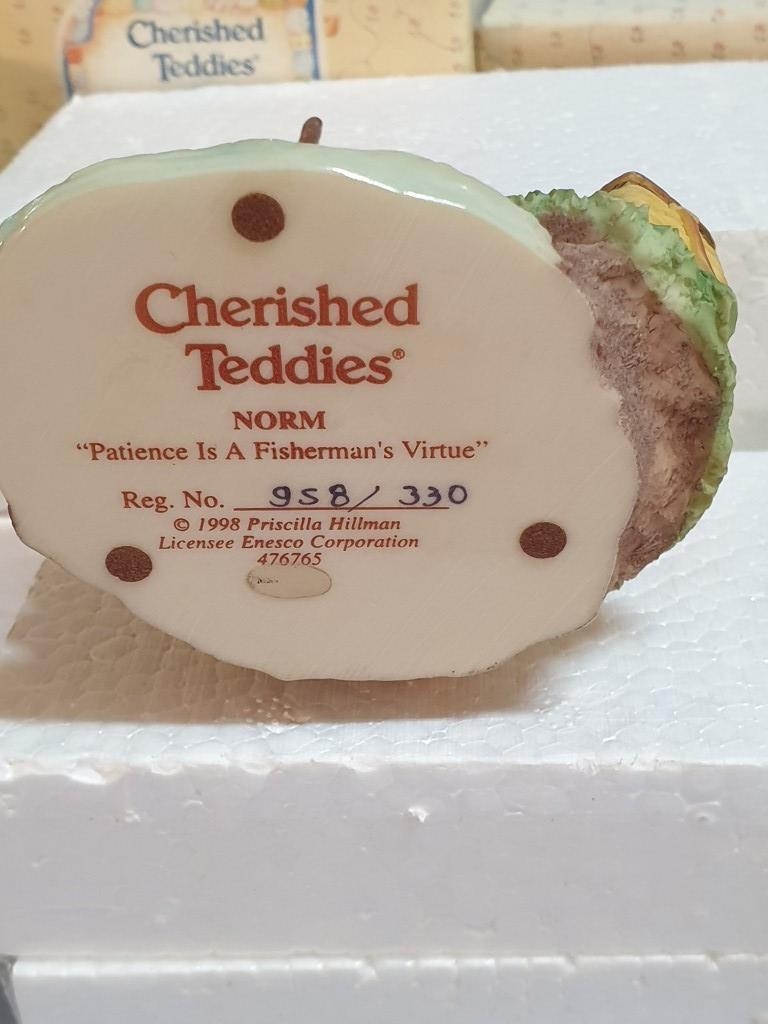 Cherished
Teddies®
Cherished
Teddies®
NORM
“Patience Is A Fisherman's Virtue”
Reg. No. 958/330
© 1998 Priscilla Hillman
Licensee Enesco Corporation
476765